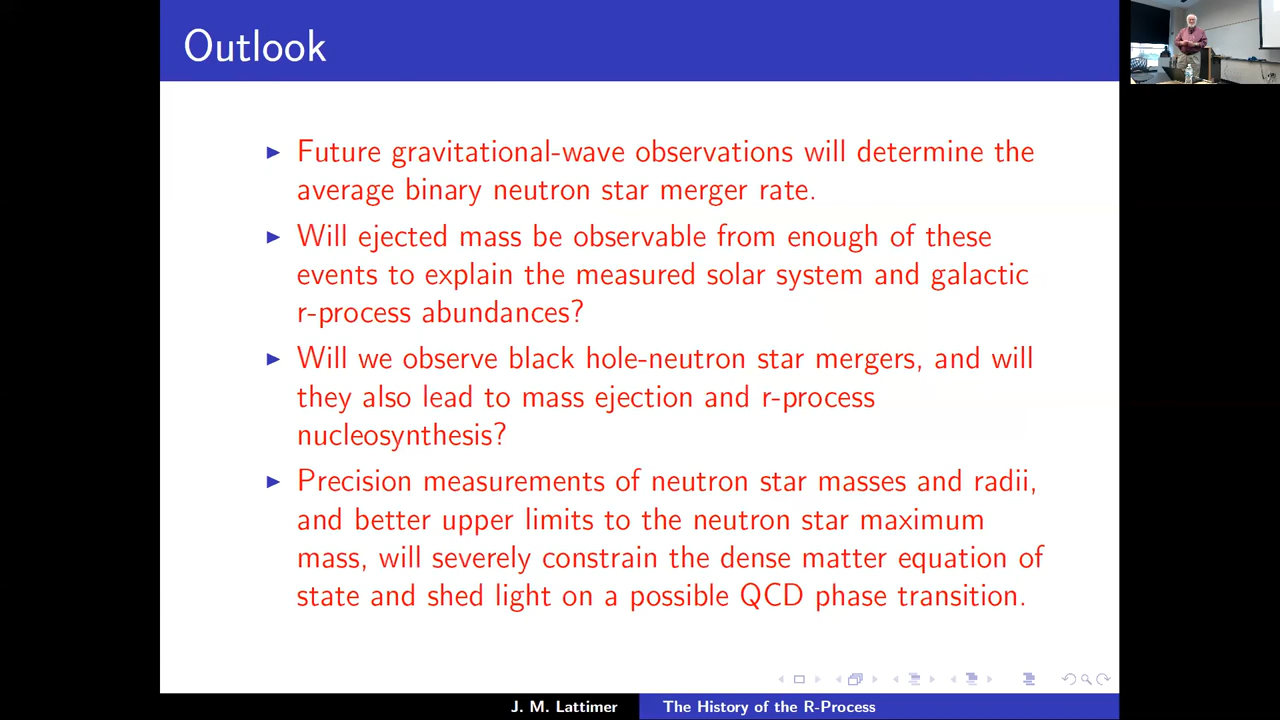 Outlook
Future gravitational-wave observations will determine the
average binary neutron star merger rate.
Will ejected mass be observable from enough of these
events to explain the measured solar system and galactic
r-process abundances?
Will we observe black hole-neutron star mergers, and will
they also lead to mass ejection and r-process
nucleosynthesis?
Precision measurements of neutron star masses and radii,
and better upper limits to the neutron star maximum
mass, will severely constrain the dense matter equation of
state and shed light on a possible QCD phase transition.
J. M. Lattimer
The History of the R-Process